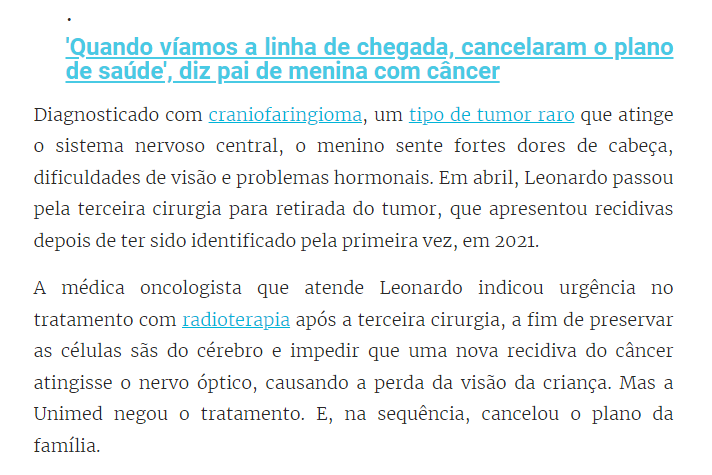 .
'Quando víamos a linha de chegada, cancelaram o plano
de saúde', diz pai de menina com câncer
Diagnosticado com craniofaringioma, um tipo de tumor raro que atinge
o sistema nervoso central, o menino sente fortes dores de cabeça,
dificuldades de visão e problemas hormonais. Em abril, Leonardo passou
pela terceira cirurgia para retirada do tumor, que apresentou recidivas
depois de ter sido identificado pela primeira vez, em 2021.
A médica oncologista que atende Leonardo indicou urgência no
tratamento com radioterapia após a terceira cirurgia, a fim de preservar
as células sãs do cérebro e impedir que uma nova recidiva do câncer
atingisse o nervo óptico, causando a perda da visão da criança. Mas a
Unimed negou o tratamento. E, na sequência, cancelou o plano da
família.